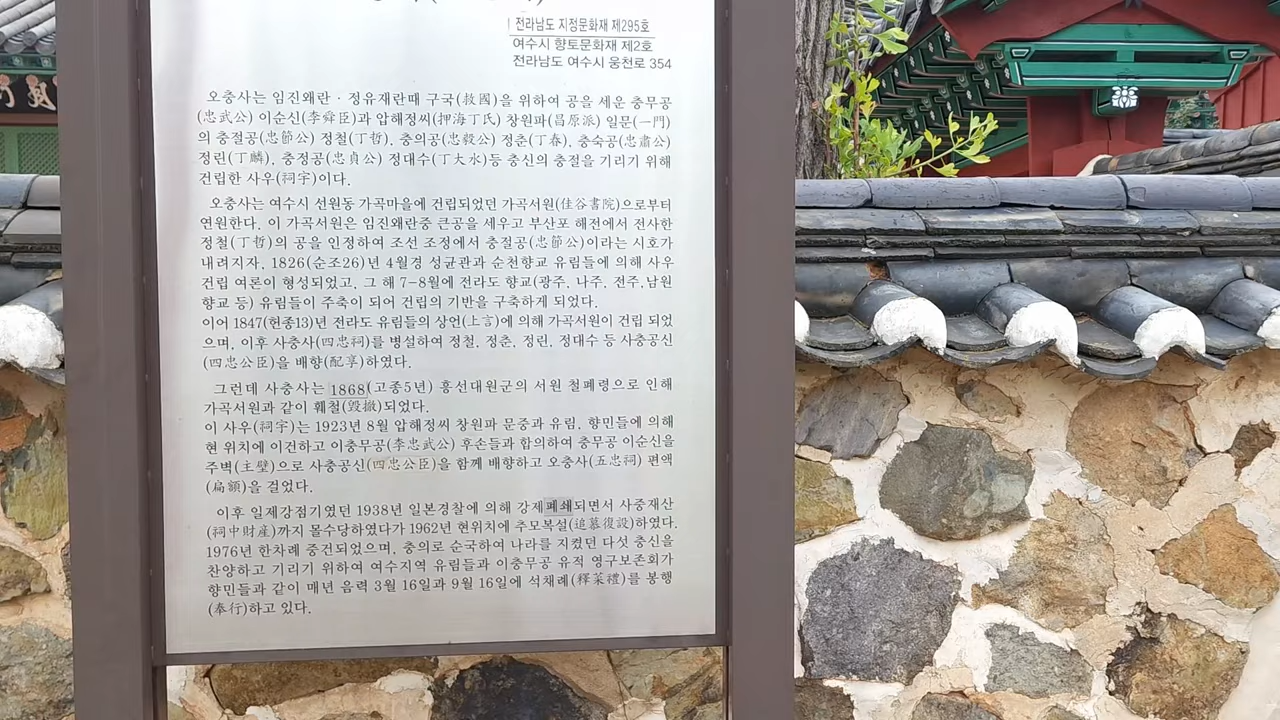 전라남도 지정문화재 제295호
여수시 향토문화재 제2호
전라남도 여수시 웅천로 354
오충사는 임진왜란 · 정유재란때 구국(救國)을 위하여 공을 세운 충무공
(忠武公) 이순신(李舜臣)과 압해정씨(押海丁氏) 창원파(昌原派) 일문(一門)
의 충절공(忠節公) 정철(丁哲), 충의공(忠毅公) 정춘(丁春), 충숙공(忠肅公)
정린(丁麟), 충정공(忠貞公) 정대수(丁大水)등 충신의 충절을 기리기 위해
건립한 사우(祠宇)이다.
오충사는 여수시 선원동 가곡마을에 건립되었던 가곡서원(佳谷書院)으로부터
연원한다. 이 가곡서원은 임진왜란중 큰공을 세우고 부산포 해전에서 전사한
정철(丁哲)의 공을 인정하여 조선 조정에서 충절공(忠節公)이라는 시호가
내려지자, 1826(순조26)년 4월경 성균관과 순천향교 유림들에 의해 사우
건립 여론이 형성되었고, 그 해 7-8월에 전라도 향교(광주, 나주, 전주, 남원
향교 등) 유림들이 주축이 되어 건립의 기반을 구축하게 되었다.
이어 1847(헌종13)년 전라도 유림들의 상언(上言)에 의해 가곡서원이 건립 되었
으며, 이후 사충사(四忠祠)를 병설하여 정철, 정춘, 정린, 정대수 등 사충공신
(四忠公臣)을 배향(配享)하였다.
그런데 사충사는 1868(고종5년) 흥선대원군의 서원 철폐령으로 인해
가곡서원과 같이 훼철(毁撤)되었다.
이 사우(祠宇)는 1923년 8월 압해정씨 창원파 문중과 유림, 향민들에 의해
현 위치에 이건하고 이충무공(李忠武公) 후손들과 합의하여 충무공 이순신을
주벽(主壁)으로 사충공신(四忠公臣)을 함께 배향하고 오충사(五忠祠) 편액
(扁額)을 걸었다.
이후 일제강점기였던 1938년 일본경찰에 의해 강제폐쇄되면서 사중재산
(祠中財産)까지 몰수당하였다가 1962년 현위치에 추모복설(追慕復設)하였다.
1976년 한차례 중건되었으며, 충의로 순국하여 나라를 지켰던 다섯 충신을
찬양하고 기리기 위하여 여수지역 유림들과 이충무공 유적 영구보존회가
향민들과 같이 매년 음력 3월 16일과 9월 16일에 석채례(釋菜禮)를 봉행
(奉行)하고 있다.